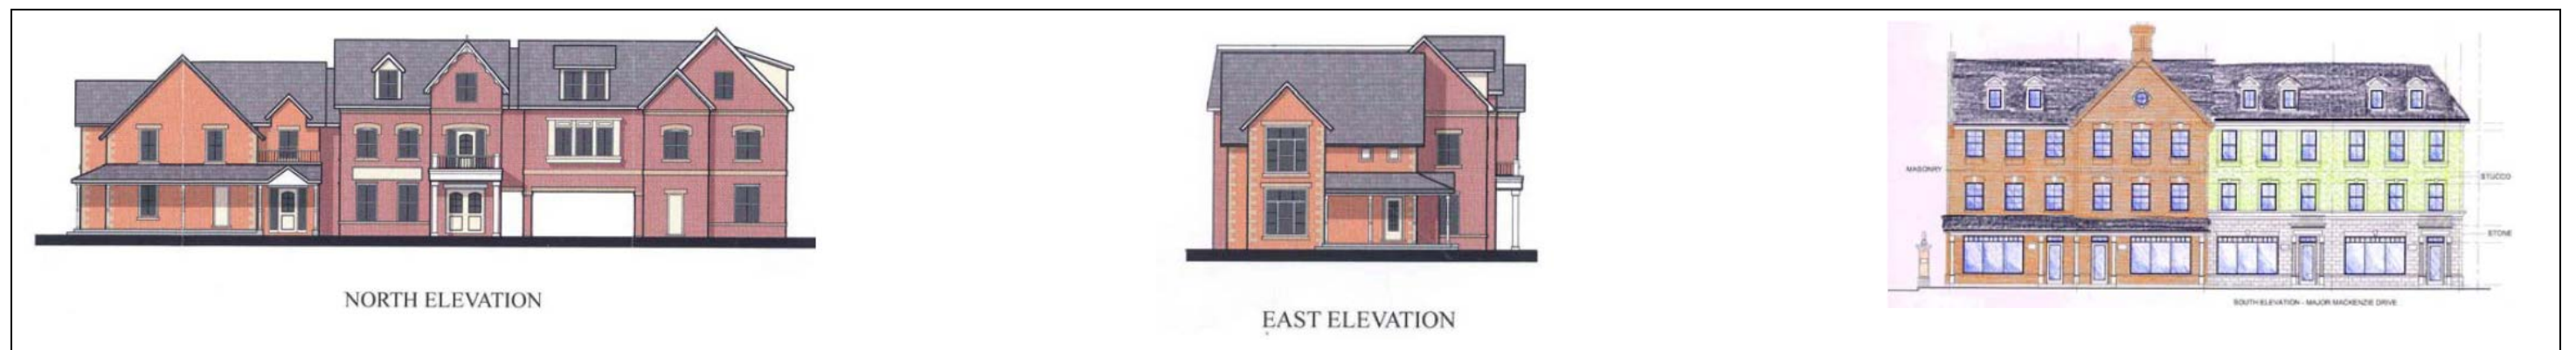 NORTH ELEVATION
EAST ELEVATION
MASONRY
STUCCO
STONE
SOUTH ELEVATION - MAJOR MACKENZIE DRIVE